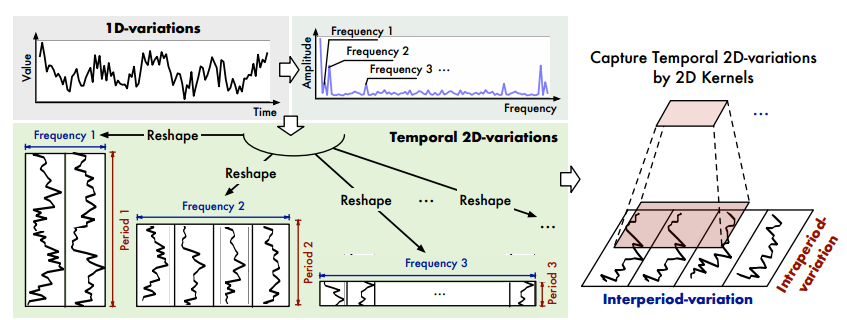 1D-variations
Value
Time
Amplitude
Frequency 1
Frequency 2
Frequency 3 ...
Frequency
Temporal 2D-variations
Frequency 1
Reshape
Period 1
Reshape
Frequency 2
Period 2
Reshape
...
Reshape
...
Frequency 3
...
Period 3
Capture Temporal 2D-variations
by 2D Kernels
...
Interperiod-variation
Intraperiod-
variation